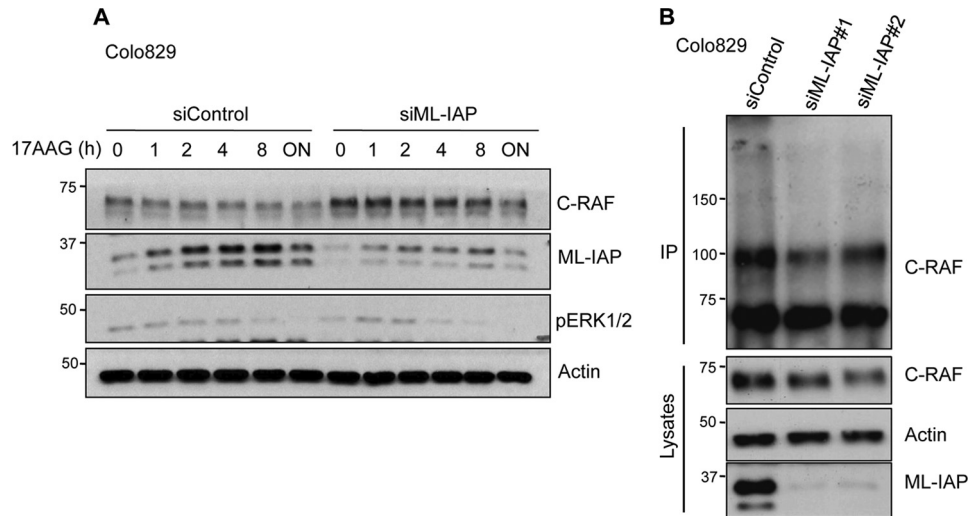 A
Colo829
siControl siML-IAP
17AAG (h) 0 1 2 4 8 ON 0 1 2 4 8 ON
75
C-RAF
37
ML-IAP
50
pERK1/2
50
Actin
B
Colo829
siControl
siML-IAP#1
siML-IAP#2
IP
150
100
C-RAF
75
Lysates
75
C-RAF
50
Actin
37
ML-IAP